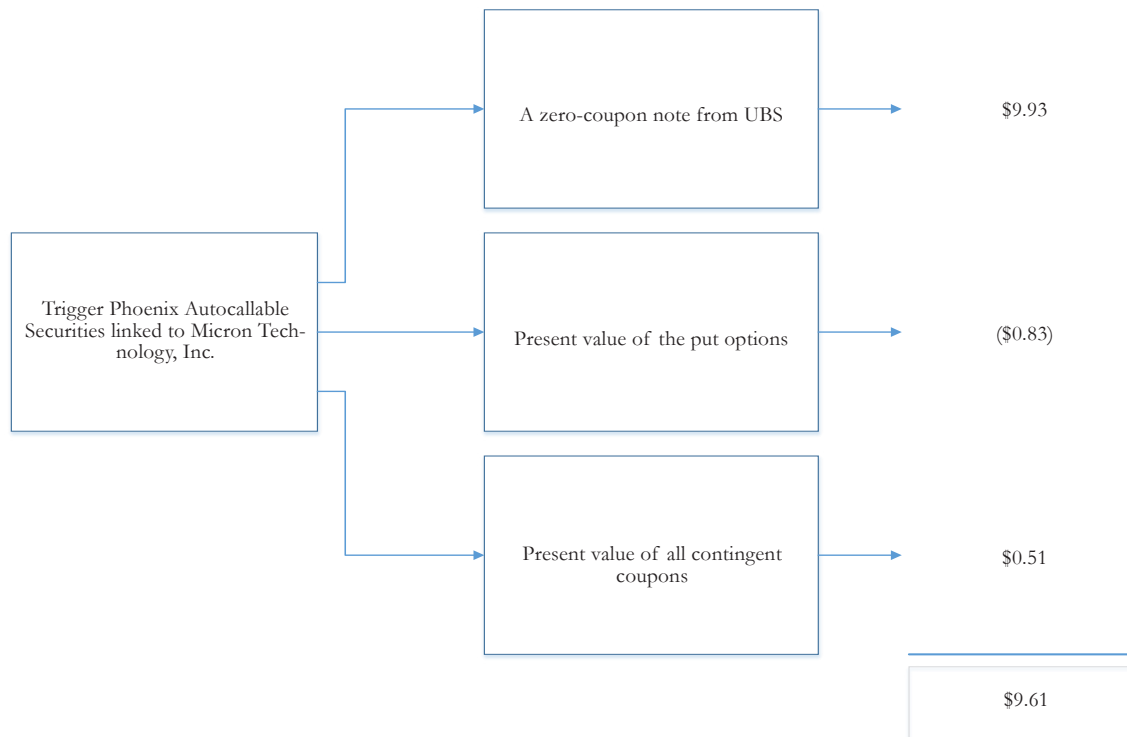 A zero-coupon note from UBS
$9.93
Trigger Phoenix Autocallable
Securities linked to Micron Tech-
nology, Inc.
Present value of the put options
($0.83)
Present value of all contingent
coupons
$0.51
$9.61